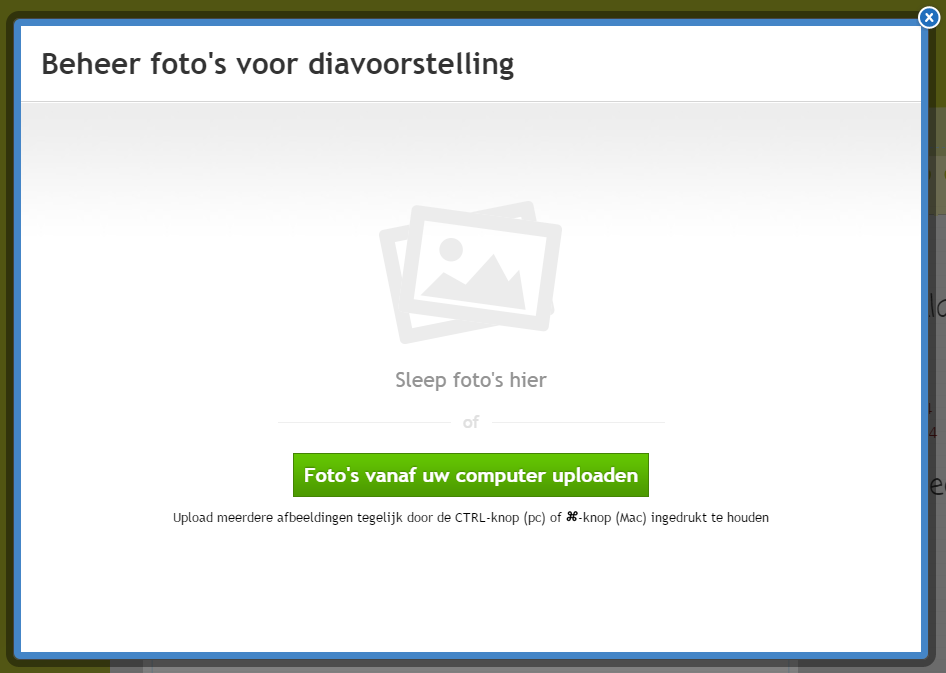 Beheer foto's voor diavoorstelling
Sleep foto's hier
of
Foto's vanaf uw computer uploaden
Upload meerdere afbeeldingen tegelijk door de CTRL-knop (pc) of ⌘-knop (Mac) ingedrukt te houden